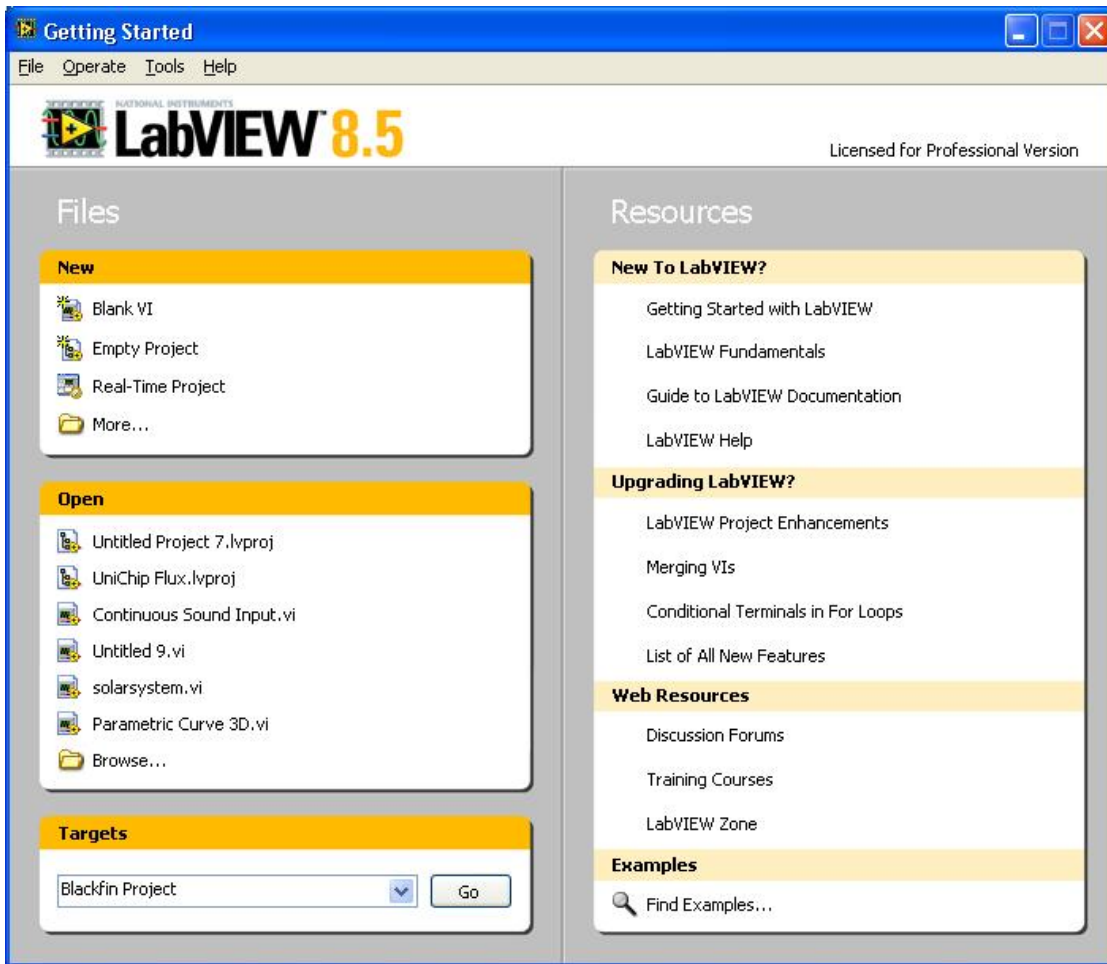 Getting Started
File Operate Tools Help
NATIONAL INSTRUMENTS
LabVIEW™ 8.5
Licensed for Professional Version
Files
New
Blank VI
Empty Project
Real-Time Project
More...
Open
Untitled Project 7.lvproj
UniChip Flux.lvproj
Continuous Sound Input.vi
Untitled 9.vi
solarsystem.vi
Parametric Curve 3D.vi
Browse...
Targets
Blackfin Project
Go
Resources
New To LabVIEW?
Getting Started with LabVIEW
LabVIEW Fundamentals
Guide to LabVIEW Documentation
LabVIEW Help
Upgrading LabVIEW?
LabVIEW Project Enhancements
Merging VIs
Conditional Terminals in For Loops
List of All New Features
Web Resources
Discussion Forums
Training Courses
LabVIEW Zone
Examples
Find Examples...